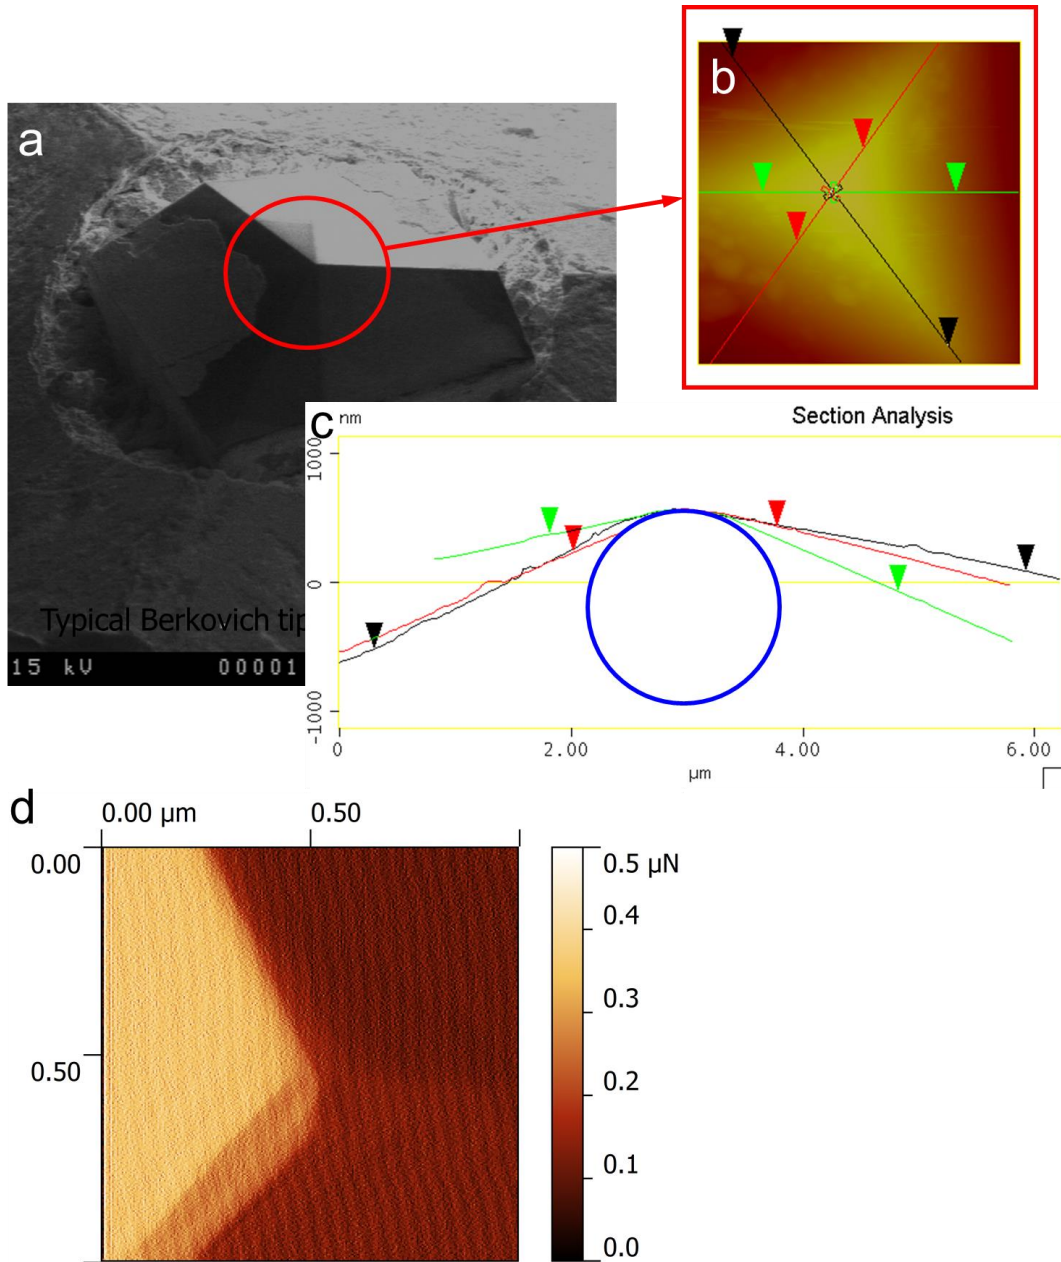 a
b
Typical Berkovich tip
15 kV 00001
c
nm
Section Analysis
1000
0
-1000
0 2.00 4.00 6.00
µm
d
0.00 µm 0.50
0.00
0.50
0.5 µN
0.4
0.3
0.2
0.1
0.0